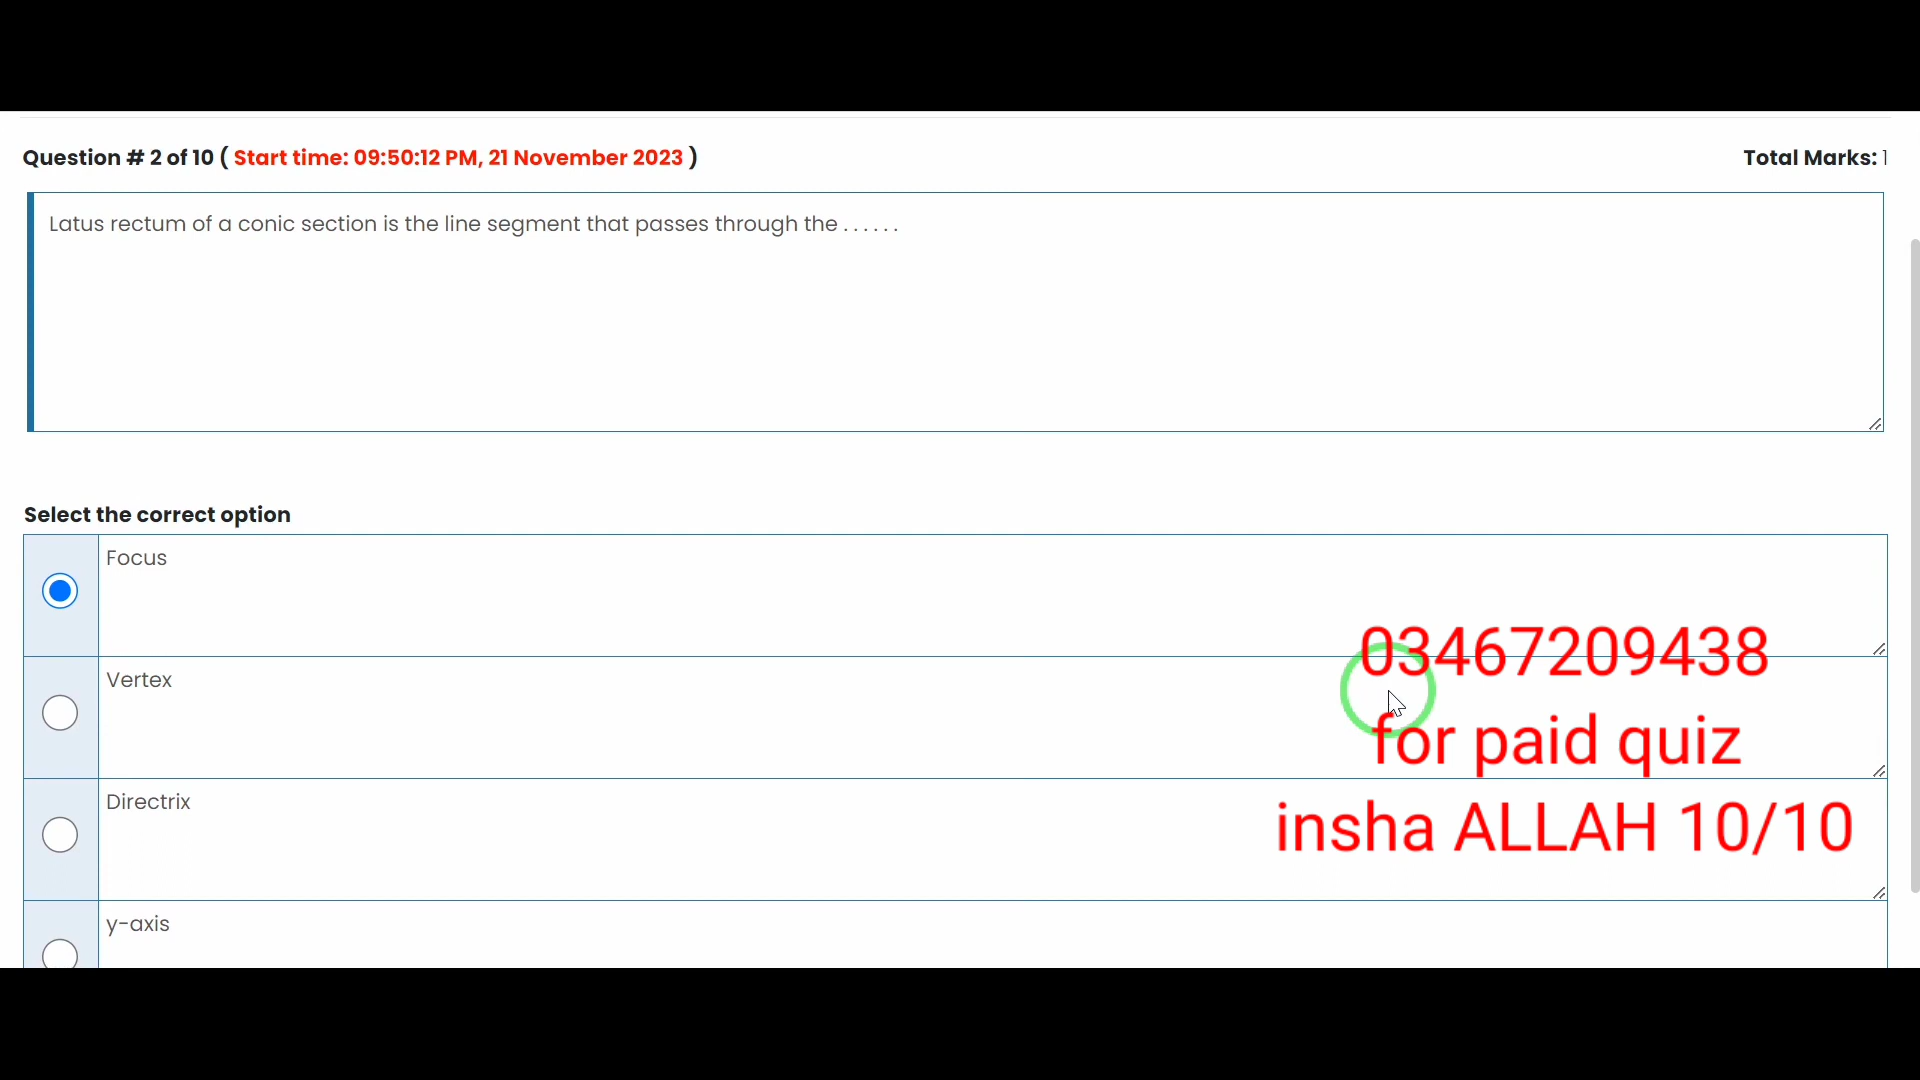 Question # 2 of 10 ( Start time: 09:50:12 PM, 21 November 2023 )
Total Marks: 1
Latus rectum of a conic section is the line segment that passes through the . . . . . .
Select the correct option
Focus
Vertex
Directrix
y-axis
03467209438
for paid quiz
insha ALLAH 10/10